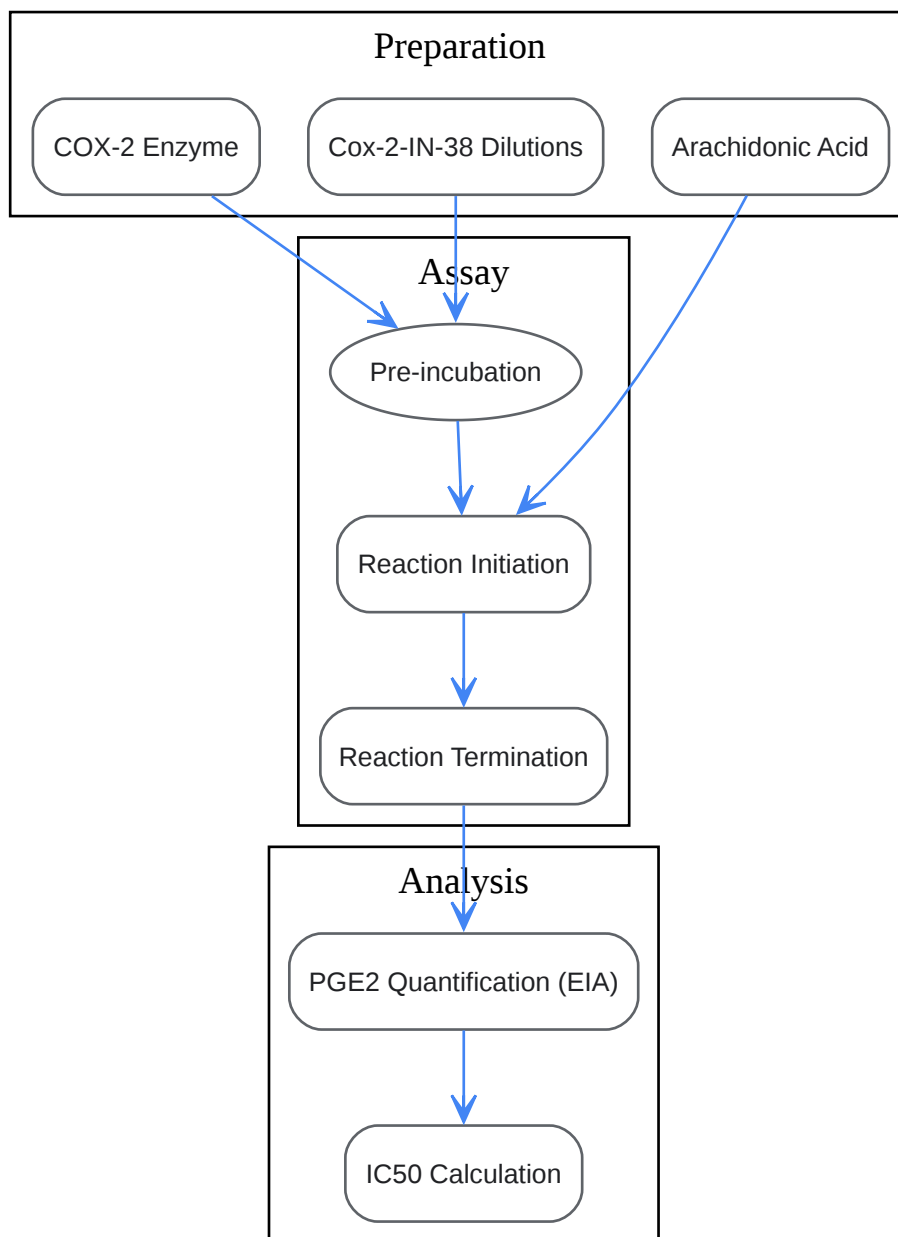 Preparation
COX-2 Enzyme
Cox-2-IN-38 Dilutions
Arachidonic Acid
Assay
Pre-incubation
Reaction Initiation
Reaction Termination
Analysis
PGE2 Quantification (EIA)
IC50 Calculation